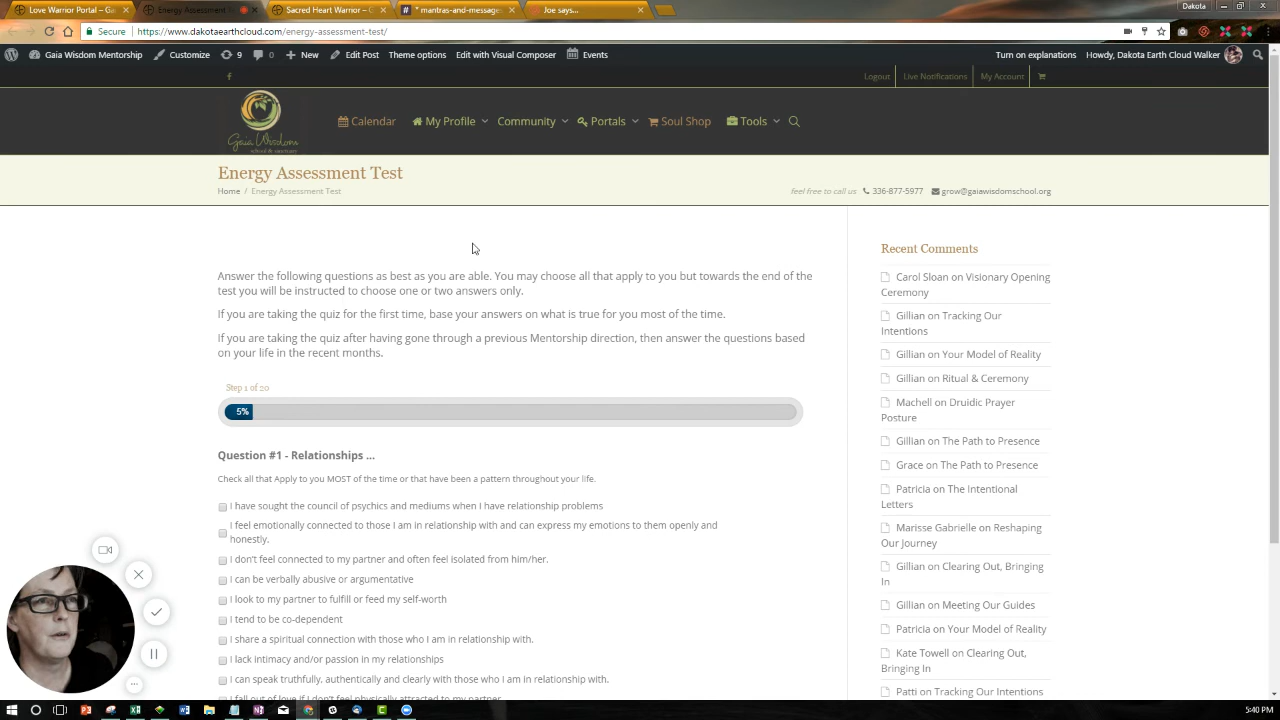 Love Warrior Portal – Ga
Energy Assessment T
Sacred Heart Warrior – G
* mantras-and-message
Joe says...
Dakota
Secure
https://www.dakotaearthcloud.com/energy-assessment-test/
Gaia Wisdom Mentorship
Customize
9
0
New
Edit Post
Theme options
Edit with Visual Composer
Events
Turn on explanations
Howdy, Dakota Earth Cloud Walker
Logout
Live Notifications
My Account
Gaia Wisdom
school & sanctuary
Calendar
My Profile
Community
Portals
Soul Shop
Tools
Energy Assessment Test
Home / Energy Assessment Test
feel free to call us 336-877-5977 grow@gaiawisdomschool.org
Answer the following questions as best as you are able. You may choose all that apply to you but towards the end of the
test you will be instructed to choose one or two answers only.
If you are taking the quiz for the first time, base your answers on what is true for you most of the time.
If you are taking the quiz after having gone through a previous Mentorship direction, then answer the questions based
on your life in the recent months.
Step 1 of 20
5%
Question #1 - Relationships ...
Check all that Apply to you MOST of the time or that have been a pattern throughout your life.
I have sought the council of psychics and mediums when I have relationship problems
I feel emotionally connected to those I am in relationship with and can express my emotions to them openly and
honestly.
I don't feel connected to my partner and often feel isolated from him/her.
I can be verbally abusive or argumentative
I look to my partner to fulfill or feed my self-worth
I tend to be co-dependent
I share a spiritual connection with those who I am in relationship with.
I lack intimacy and/or passion in my relationships
I can speak truthfully, authentically and clearly with those who I am in relationship with.
I fall out of love if I don't feel physically attracted to my partner
Recent Comments
Carol Sloan on Visionary Opening
Ceremony
Gillian on Tracking Our
Intentions
Gillian on Your Model of Reality
Gillian on Ritual & Ceremony
Machell on Druidic Prayer
Posture
Gillian on The Path to Presence
Grace on The Path to Presence
Patricia on The Intentional
Letters
Marisse Gabrielle on Reshaping
Our Journey
Gillian on Clearing Out, Bringing
In
Gillian on Meeting Our Guides
Patricia on Your Model of Reality
Kate Towell on Clearing Out,
Bringing In
Patti on Tracking Our Intentions
5:40 PM